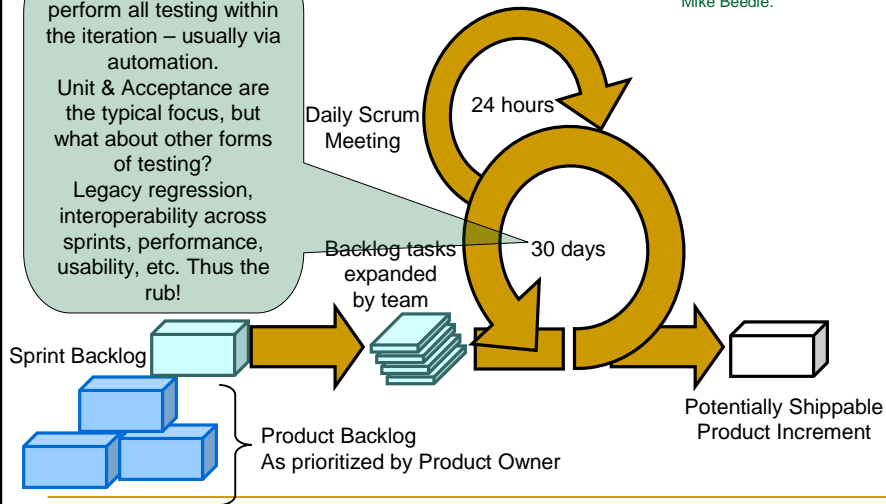 perform all testing within
the iteration – usually via
automation.
Unit & Acceptance are
the typical focus, but
what about other forms
of testing?
Legacy regression,
interoperability across
sprints, performance,
usability, etc. Thus the
rub!
Mike Beedle.
24 hours
Daily Scrum
Meeting
Backlog tasks
expanded
by team
30 days
Sprint Backlog
Potentially Shippable
Product Increment
Product Backlog
As prioritized by Product Owner